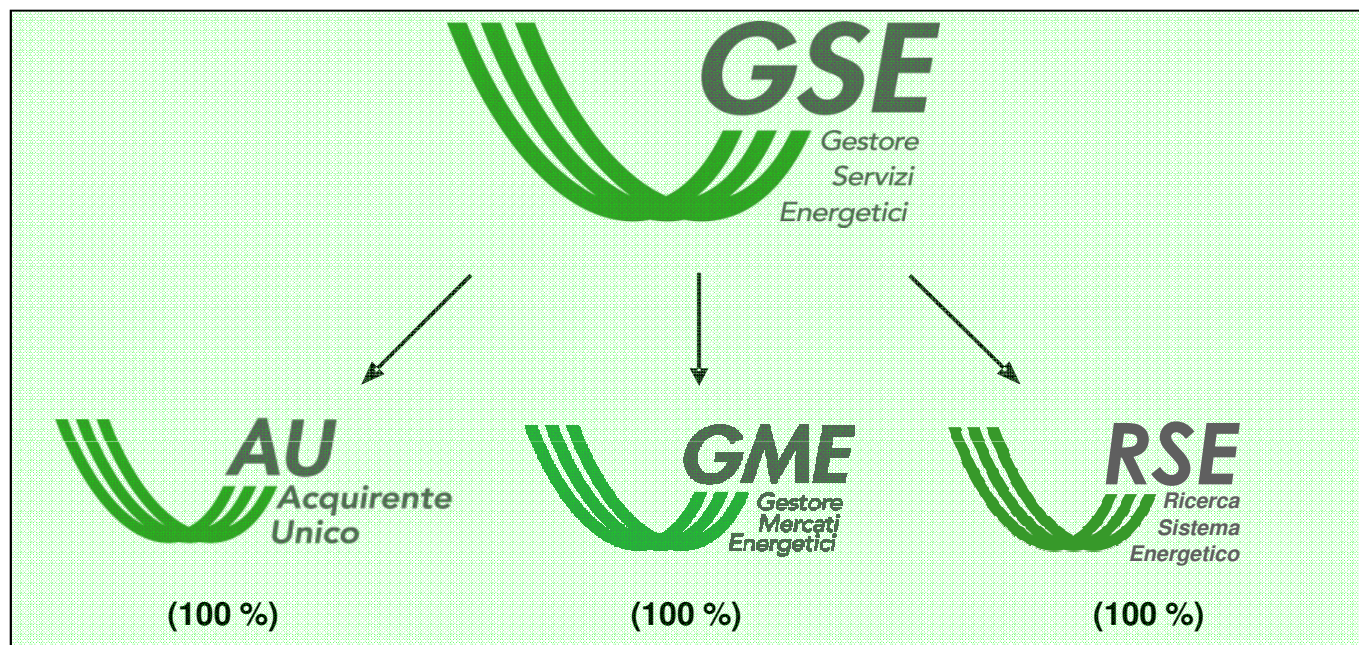 GSE
Gestore
Servizi
Energetici
AU
Acquirente
Unico
(100 %)
GME
Gestore
Mercati
Energetici
(100 %)
RSE
Ricerca
Sistema
Energetico
(100 %)